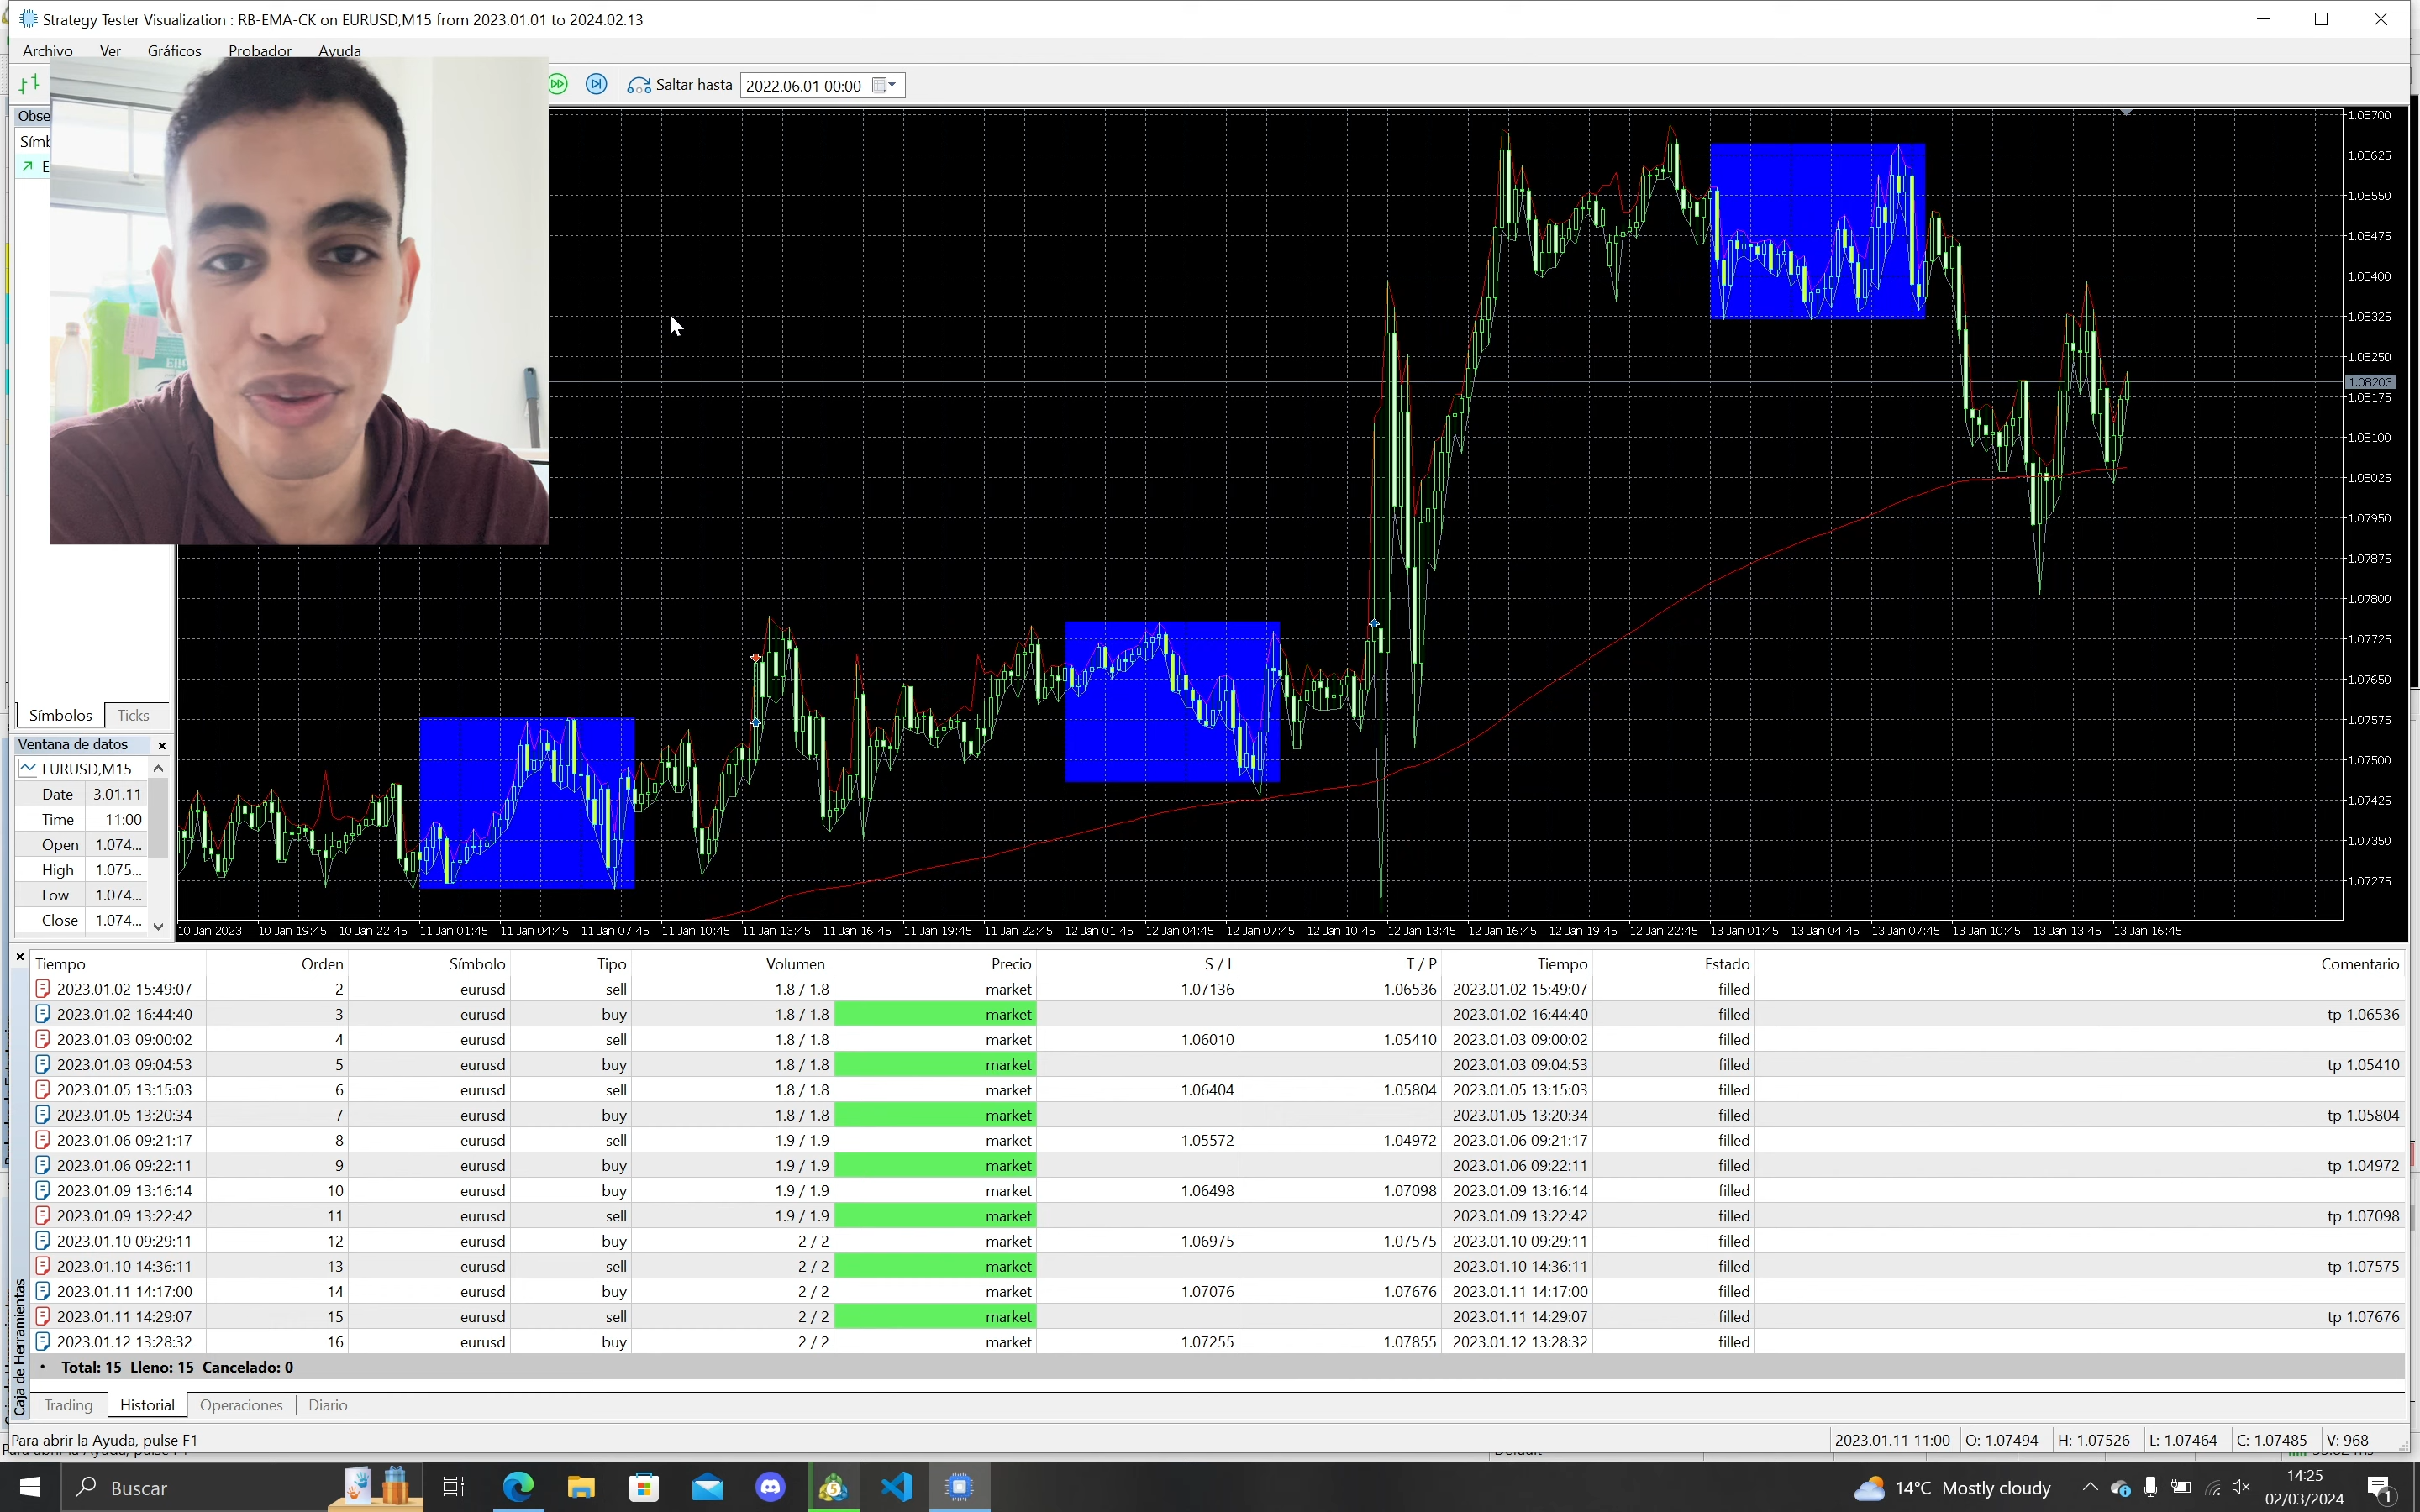 Strategy Tester Visualization : RB-EMA-CK on EURUSD,M15 from 2023.01.01 to 2024.02.13
Archivo Ver Gráficos Probador Ayuda
Saltar hasta 2022.06.01 00:00
Obse
Símb
E
1.08700
1.08625
1.08550
1.08475
1.08400
1.08325
1.08250
1.08203
1.08175
1.08100
1.08025
1.07950
1.07875
1.07800
1.07725
1.07650
1.07575
1.07500
1.07425
1.07350
1.07275
Símbolos Ticks
Ventana de datos
EURUSD,M15
Date 3.01.11
Time 11:00
Open 1.074...
High 1.075...
Low 1.074...
Close 1.074...
10 Jan 2023 10 Jan 19:45 10 Jan 22:45 11 Jan 01:45 11 Jan 04:45 11 Jan 07:45 11 Jan 10:45 11 Jan 13:45 11 Jan 16:45 11 Jan 19:45 11 Jan 22:45 12 Jan 01:45 12 Jan 04:45 12 Jan 07:45 12 Jan 10:45 12 Jan 13:45 12 Jan 16:45 12 Jan 19:45 12 Jan 22:45 13 Jan 01:45 13 Jan 04:45 13 Jan 07:45 13 Jan 10:45 13 Jan 13:45 13 Jan 16:45
Tiempo Orden Símbolo Tipo Volumen Precio S / L T / P Tiempo Estado Comentario
2023.01.02 15:49:07 2 eurusd sell 1.8 / 1.8 market 1.07136 1.06536 2023.01.02 15:49:07 filled
2023.01.02 16:44:40 3 eurusd buy 1.8 / 1.8 market 2023.01.02 16:44:40 filled tp 1.06536
2023.01.03 09:00:02 4 eurusd sell 1.8 / 1.8 market 1.06010 1.05410 2023.01.03 09:00:02 filled
2023.01.03 09:04:53 5 eurusd buy 1.8 / 1.8 market 2023.01.03 09:04:53 filled tp 1.05410
2023.01.05 13:15:03 6 eurusd sell 1.8 / 1.8 market 1.06404 1.05804 2023.01.05 13:15:03 filled
2023.01.05 13:20:34 7 eurusd buy 1.8 / 1.8 market 2023.01.05 13:20:34 filled tp 1.05804
2023.01.06 09:21:17 8 eurusd sell 1.9 / 1.9 market 1.05572 1.04972 2023.01.06 09:21:17 filled
2023.01.06 09:22:11 9 eurusd buy 1.9 / 1.9 market 2023.01.06 09:22:11 filled tp 1.04972
2023.01.09 13:16:14 10 eurusd buy 1.9 / 1.9 market 1.06498 1.07098 2023.01.09 13:16:14 filled
2023.01.09 13:22:42 11 eurusd sell 1.9 / 1.9 market 2023.01.09 13:22:42 filled tp 1.07098
2023.01.10 09:29:11 12 eurusd buy 2 / 2 market 1.06975 1.07575 2023.01.10 09:29:11 filled
2023.01.10 14:36:11 13 eurusd sell 2 / 2 market 2023.01.10 14:36:11 filled tp 1.07575
2023.01.11 14:17:00 14 eurusd buy 2 / 2 market 1.07076 1.07676 2023.01.11 14:17:00 filled
2023.01.11 14:29:07 15 eurusd sell 2 / 2 market 2023.01.11 14:29:07 filled tp 1.07676
2023.01.12 13:28:32 16 eurusd buy 2 / 2 market 1.07255 1.07855 2023.01.12 13:28:32 filled
Total: 15 Lleno: 15 Cancelado: 0
Caja de Herramientas
Trading Historial Operaciones Diario
Para abrir la Ayuda, pulse F1
2023.01.11 11:00 O: 1.07494 H: 1.07526 L: 1.07464 C: 1.07485 V: 968
Buscar
5
14°C Mostly cloudy
14:25
02/03/2024
1